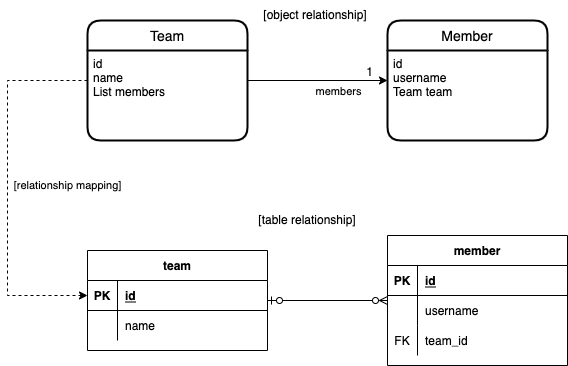 [object relationship]
Team
id
name
List members
1
members
Member
id
username
Team team
[relationship mapping]
[table relationship]
team
PK id
name
member
PK id
username
FK team_id